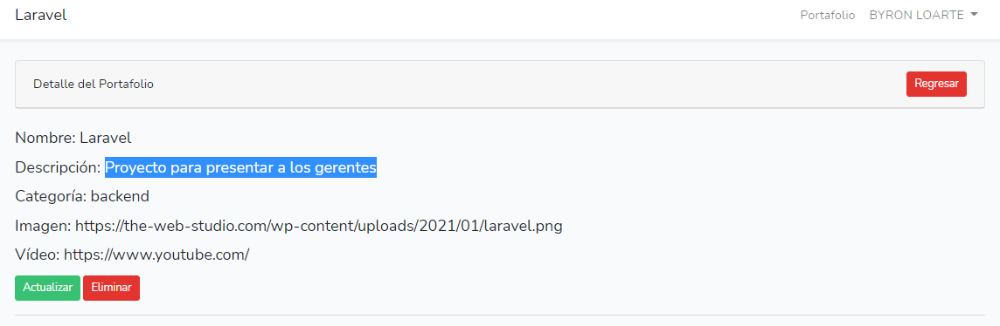 Laravel Portafolio BYRON LOARTE
Detalle del Portafolio Regresar
Nombre: Laravel
Descripción: Proyecto para presentar a los gerentes
Categoría: backend
Imagen: https://the-web-studio.com/wp-content/uploads/2021/01/laravel.png
Vídeo: https://www.youtube.com/
Actualizar Eliminar